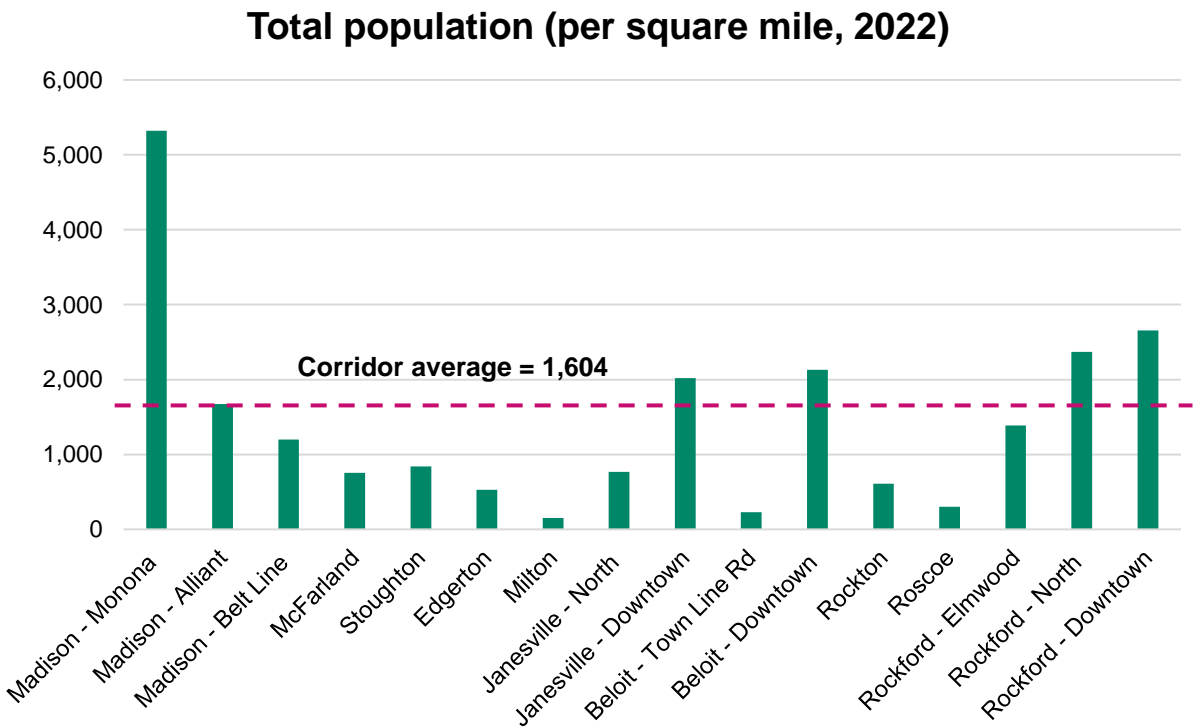 Total population (per square mile, 2022)
6,000
5,000
4,000
3,000
2,000
1,000
0
Corridor average = 1,604
Madison - Monona
Madison - Alliant
Madison - Belt Line
McFarland
Stoughton
Edgerton
Milton
Janesville - North
Janesville - Downtown
Beloit - Town Line Rd
Beloit - Downtown
Rockton
Roscoe
Rockford - Elmwood
Rockford - North
Rockford - Downtown